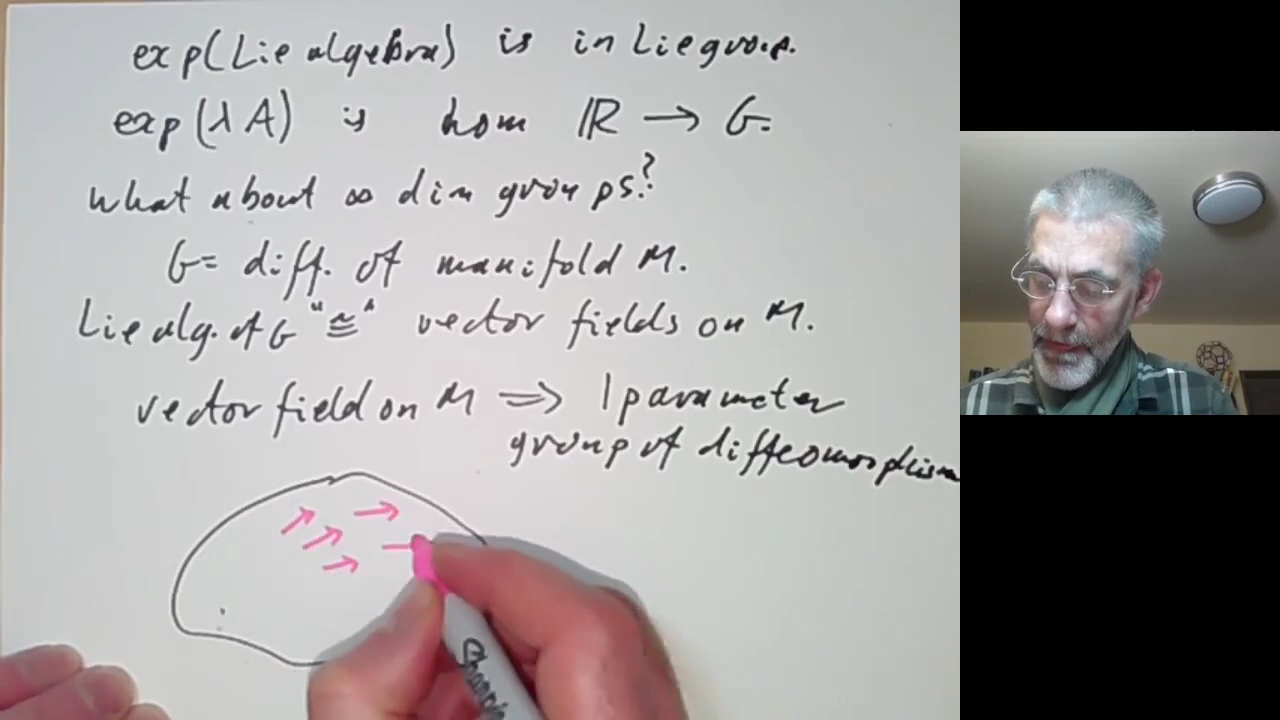 exp(Lie algebra) is in Lie group.
exp(λA) is hom ℝ → G.
What about ∞ dim groups?
G = diff. of manifold M.
Lie alg. of G "≅" vector fields on M.
vector field on M ⇒ 1 parameter
group of diffeomorphism
Sharpie